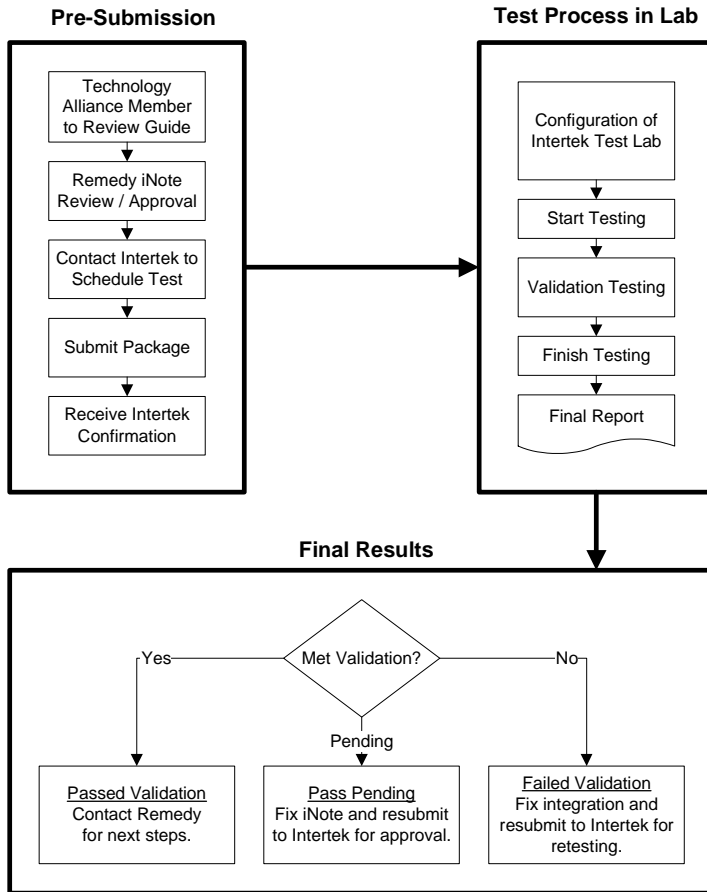 Pre-Submission
Technology
Alliance Member
to Review Guide
Remedy iNote
Review / Approval
Contact Intertek to
Schedule Test
Submit Package
Receive Intertek
Confirmation
Test Process in Lab
Configuration of
Intertek Test Lab
Start Testing
Validation Testing
Finish Testing
Final Report
Final Results
Met Validation?
Yes
Pending
No
Passed Validation
Contact Remedy
for next steps.
Pass Pending
Fix iNote and resubmit
to Intertek for approval.
Failed Validation
Fix integration and
resubmit to Intertek for
retesting.